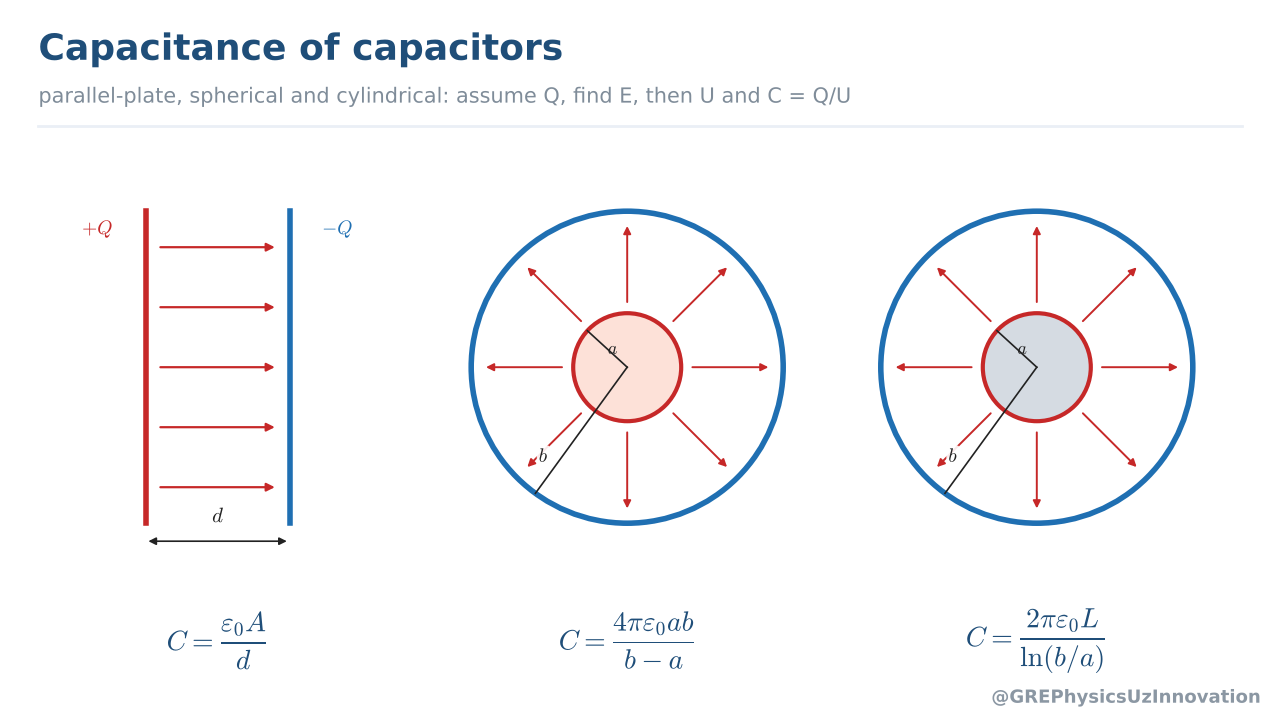 Capacitance of capacitors
parallel-plate, spherical and cylindrical: assume Q, find E, then U and C = Q/U
+Q
−Q
d
a
b
a
b
C = ε₀A / d
C = 4πε₀ab / b − a
C = 2πε₀L / ln(b/a)
@GREPhysicsUzInnovation